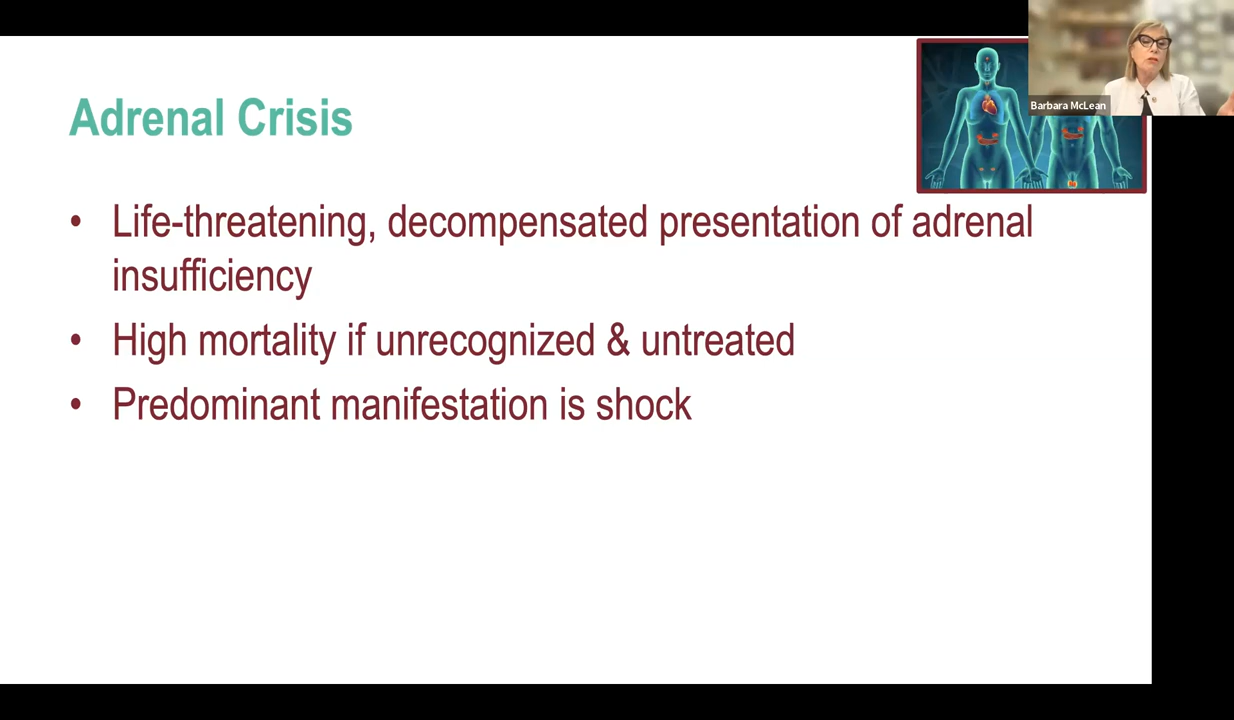 Adrenal Crisis
Barbara McLean
• Life-threatening, decompensated presentation of adrenal
insufficiency
• High mortality if unrecognized & untreated
• Predominant manifestation is shock